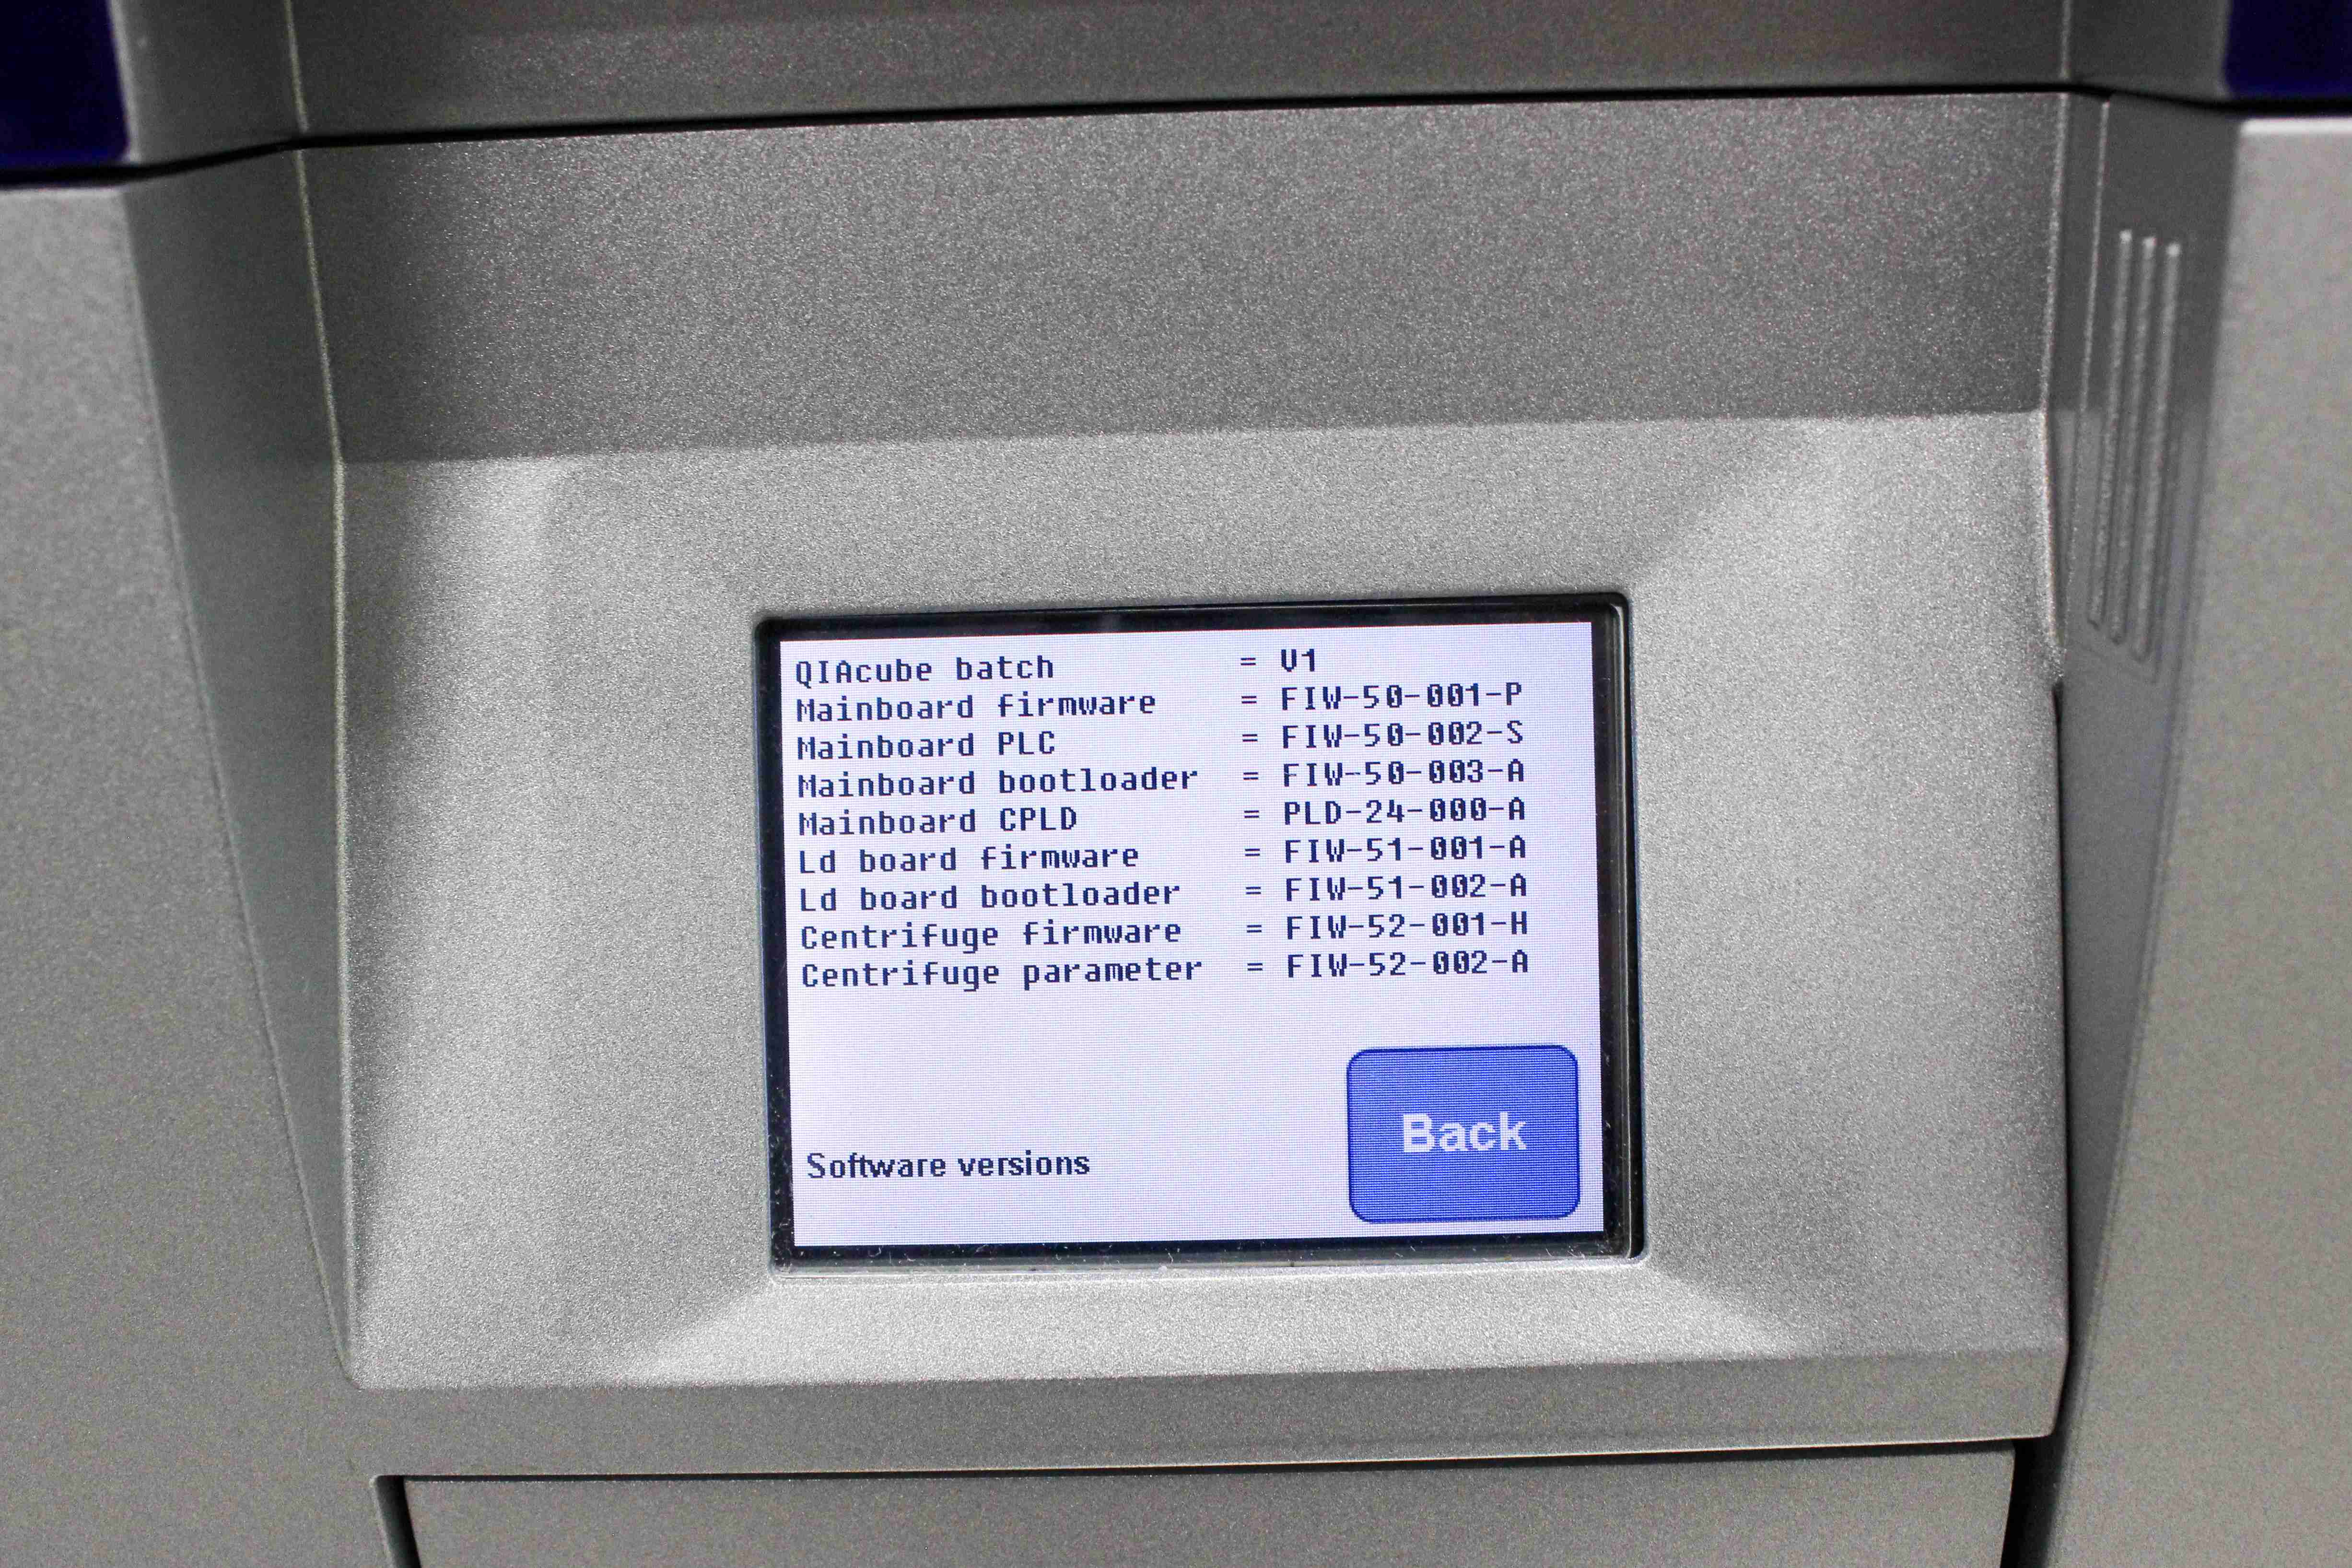 QIAcube batch = V1
Mainboard firmware = FIW-50-001-P
Mainboard PLC = FIW-50-002-S
Mainboard bootloader = FIW-50-003-A
Mainboard CPLD = PLD-24-000-A
Ld board firmware = FIW-51-001-A
Ld board bootloader = FIW-51-002-A
Centrifuge firmware = FIW-52-001-H
Centrifuge parameter = FIW-52-002-A
Back
Software versions